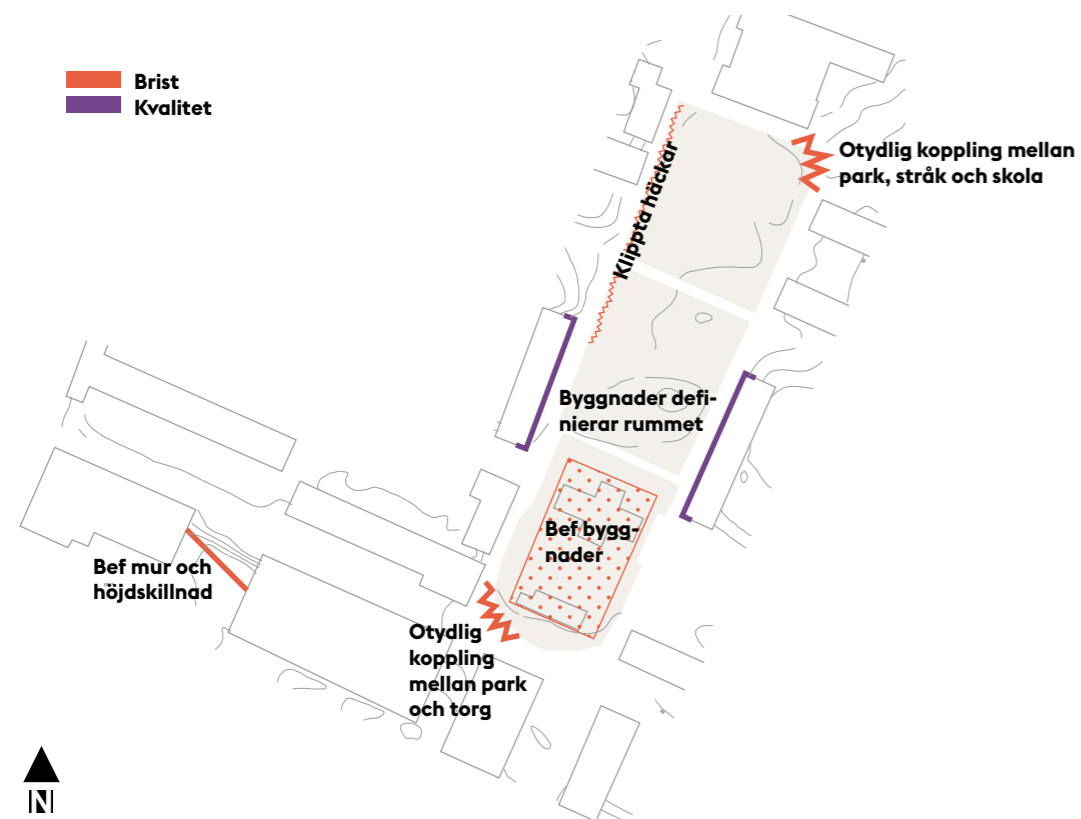 Brist
Kvalitet
Otydlig koppling mellan
park, stråk och skola
Klippta häckar
Byggnader defi-
nierar rummet
Bef bygg-
nader
Bef mur och
höjdskillnad
Otydlig
koppling
mellan park
och torg
N